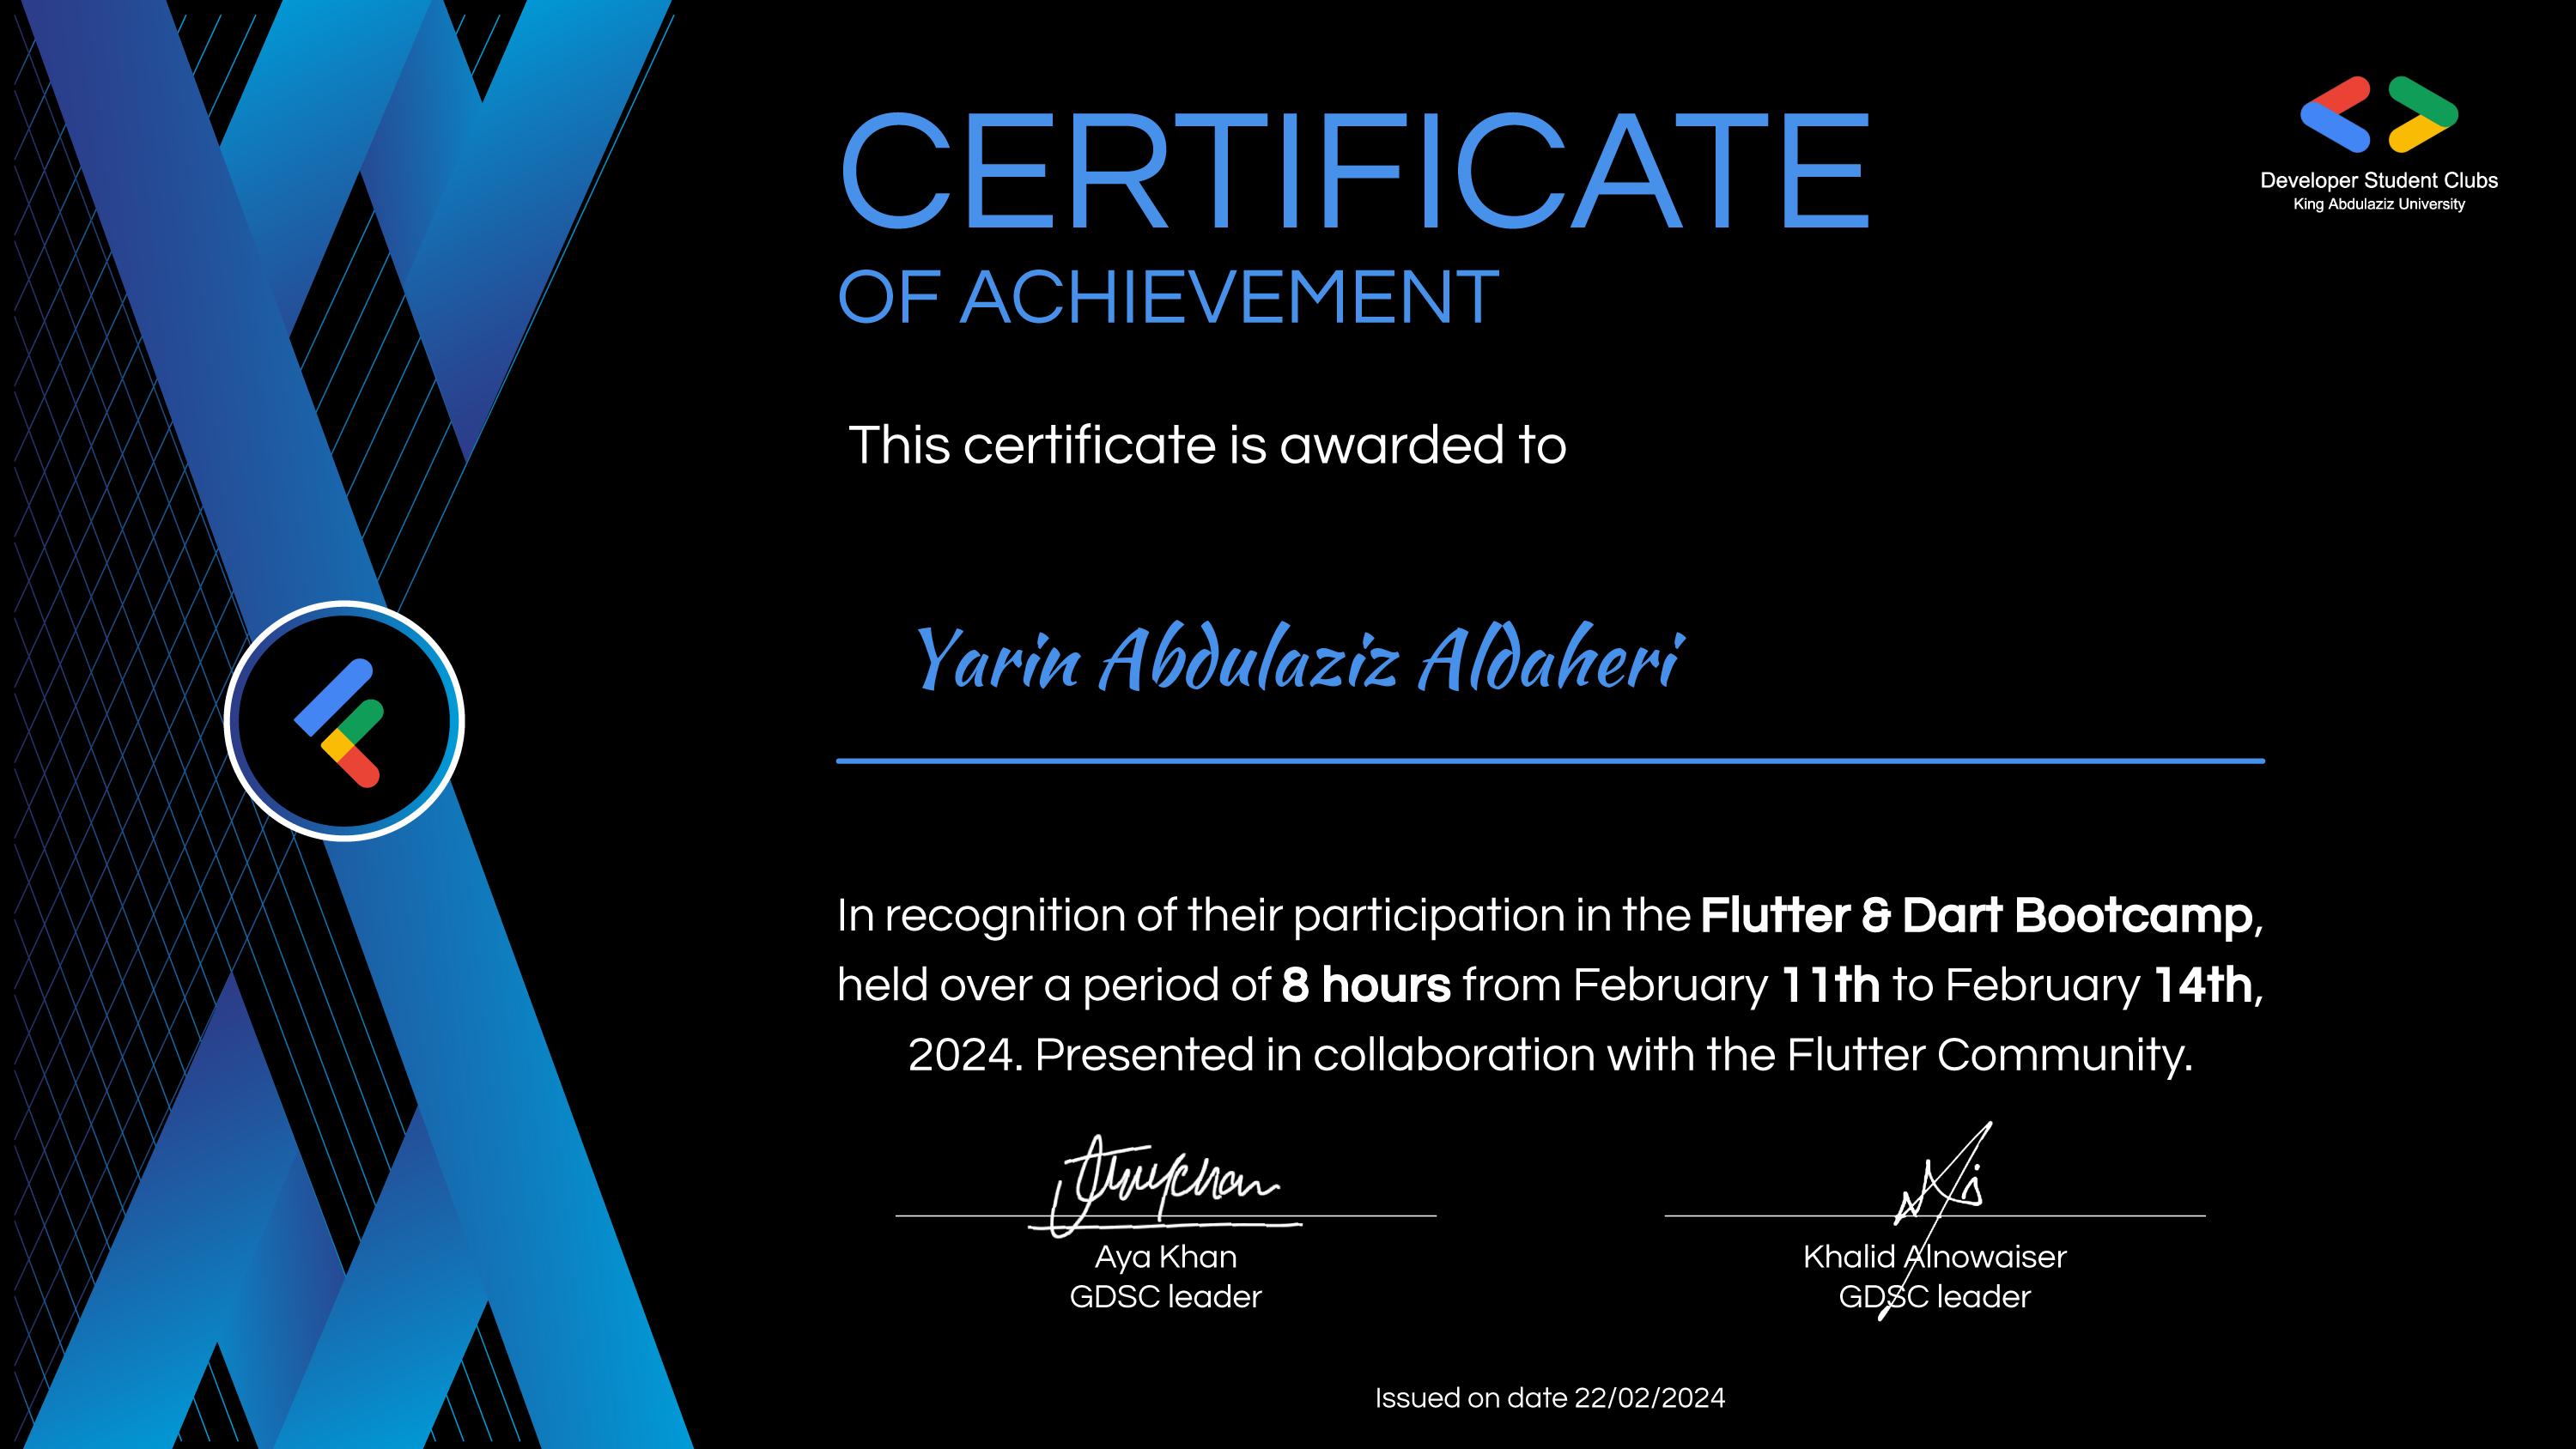 CERTIFICATE
OF ACHIEVEMENT
Developer Student Clubs
King Abdulaziz University
This certificate is awarded to
Yarin Abdulaziz Aldaheri
In recognition of their participation in the Flutter & Dart Bootcamp,
held over a period of 8 hours from February 11th to February 14th,
2024. Presented in collaboration with the Flutter Community.
Aya Khan
GDSC leader
Khalid Alnowaiser
GDSC leader
Issued on date 22/02/2024